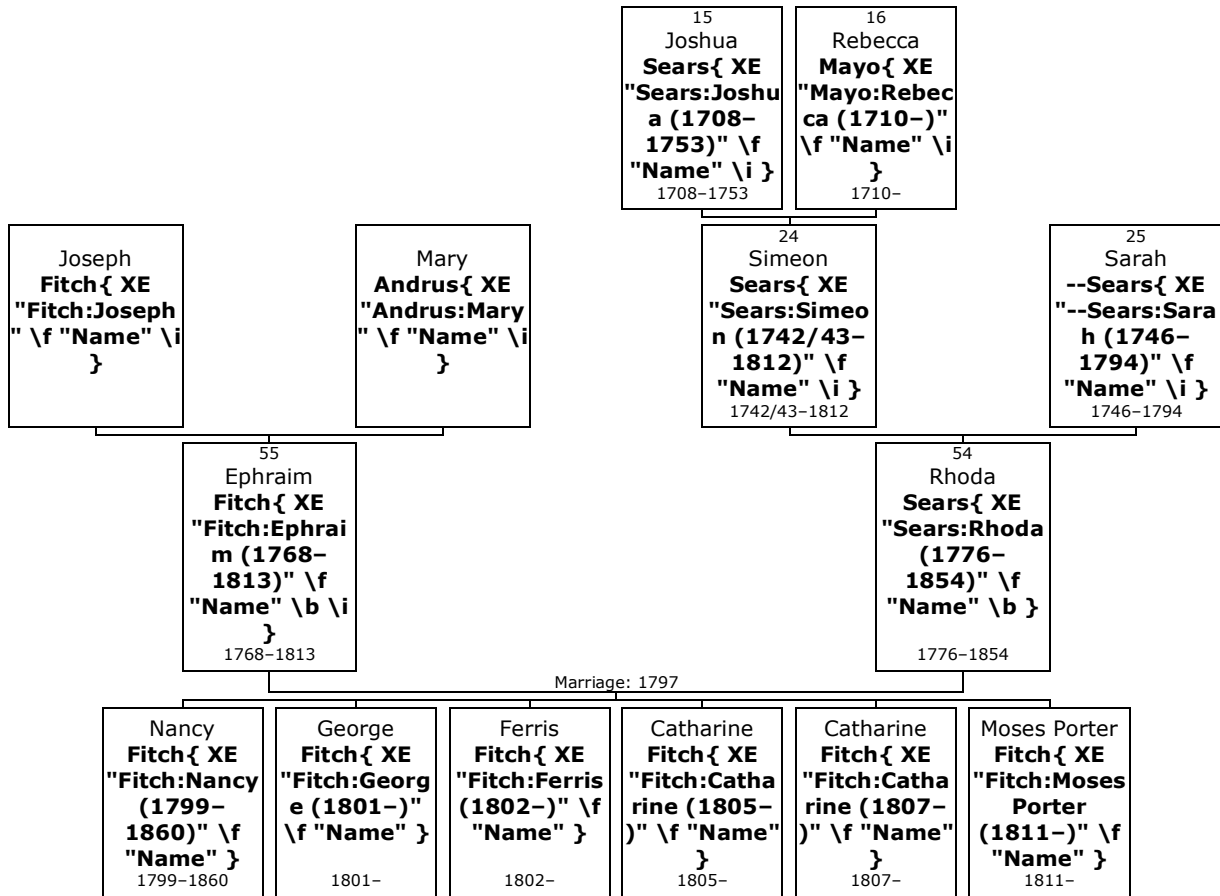 15
Joshua
Sears{ XE
"Sears:Joshu
a (1708–
1753)" \f
"Name" \i }
1708–1753
16
Rebecca
Mayo{ XE
"Mayo:Rebec
ca (1710–)"
\f "Name" \i
}
1710–
Joseph
Fitch{ XE
"Fitch:Joseph
" \f "Name" \i
}
Mary
Andrus{ XE
"Andrus:Mary
" \f "Name" \i
}
24
Simeon
Sears{ XE
"Sears:Simeo
n (1742/43–
1812)" \f
"Name" \i }
1742/43–1812
25
Sarah
--Sears{ XE
"--Sears:Sara
h (1746–
1794)" \f
"Name" \i }
1746–1794
55
Ephraim
Fitch{ XE
"Fitch:Ephrai
m (1768–
1813)" \f
"Name" \b \i
}
1768–1813
54
Rhoda
Sears{ XE
"Sears:Rhoda
(1776–
1854)" \f
"Name" \b }
1776–1854
Marriage: 1797
Nancy
Fitch{ XE
"Fitch:Nancy
(1799–
1860)" \f
"Name" }
1799–1860
George
Fitch{ XE
"Fitch:Georg
e (1801–)"
\f "Name" }
1801–
Ferris
Fitch{ XE
"Fitch:Ferris
(1802–)" \f
"Name" }
1802–
Catharine
Fitch{ XE
"Fitch:Catha
rine (1805–
)" \f "Name"
}
1805–
Catharine
Fitch{ XE
"Fitch:Catha
rine (1807–
)" \f "Name"
}
1807–
Moses Porter
Fitch{ XE
"Fitch:Moses
Porter
(1811–)" \f
"Name" }
1811–